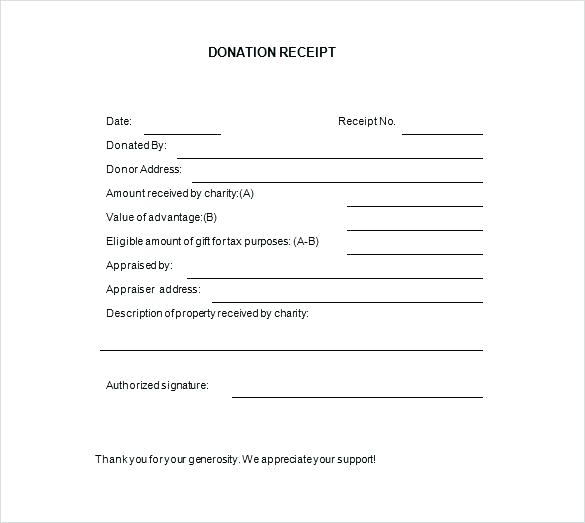 DONATION RECEIPT
Date: Receipt No.
Donated By:
Donor Address:
Amount received by charity:(A)
Value of advantage:(B)
Eligible amount of gift for tax purposes: (A-B)
Appraised by:
Appraiser address:
Description of property received by charity:
Authorized signature:
Thank you for your generosity. We appreciate your support!